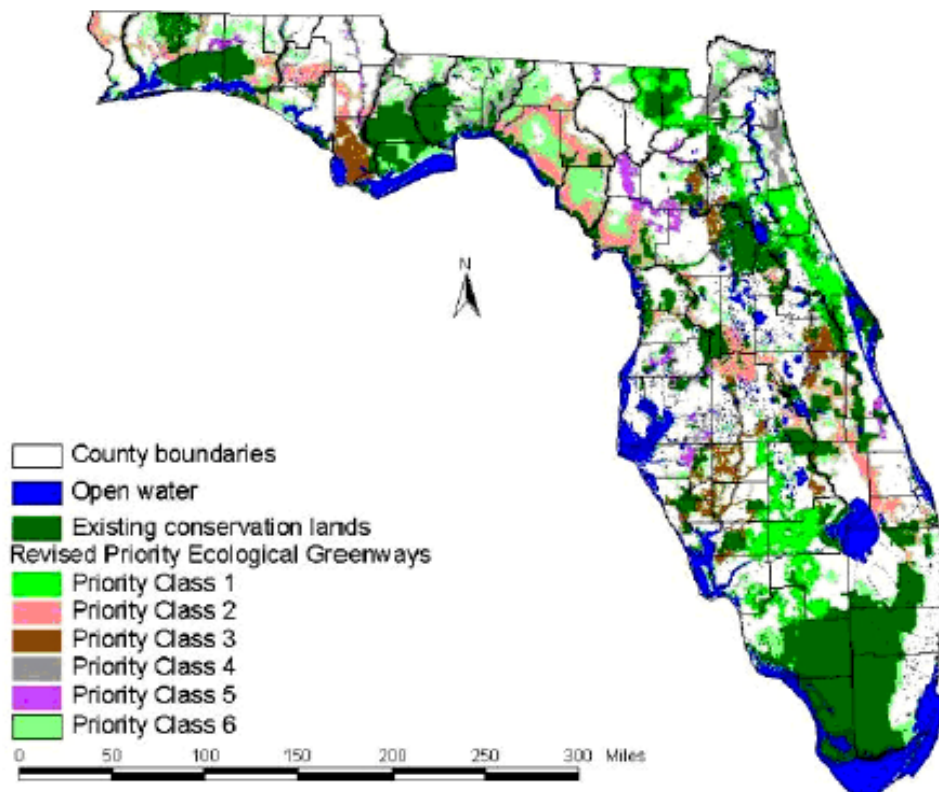 N
County boundaries
Open water
Existing conservation lands
Revised Priority Ecological Greenways
Priority Class 1
Priority Class 2
Priority Class 3
Priority Class 4
Priority Class 5
Priority Class 6
0 50 100 150 200 250 300 Miles